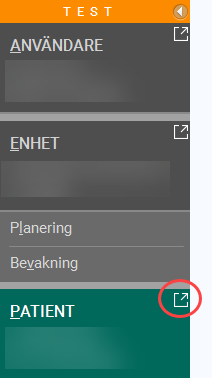 TEST
ANVÄNDARE
ENHET
Planering
Bevakning
PATIENT